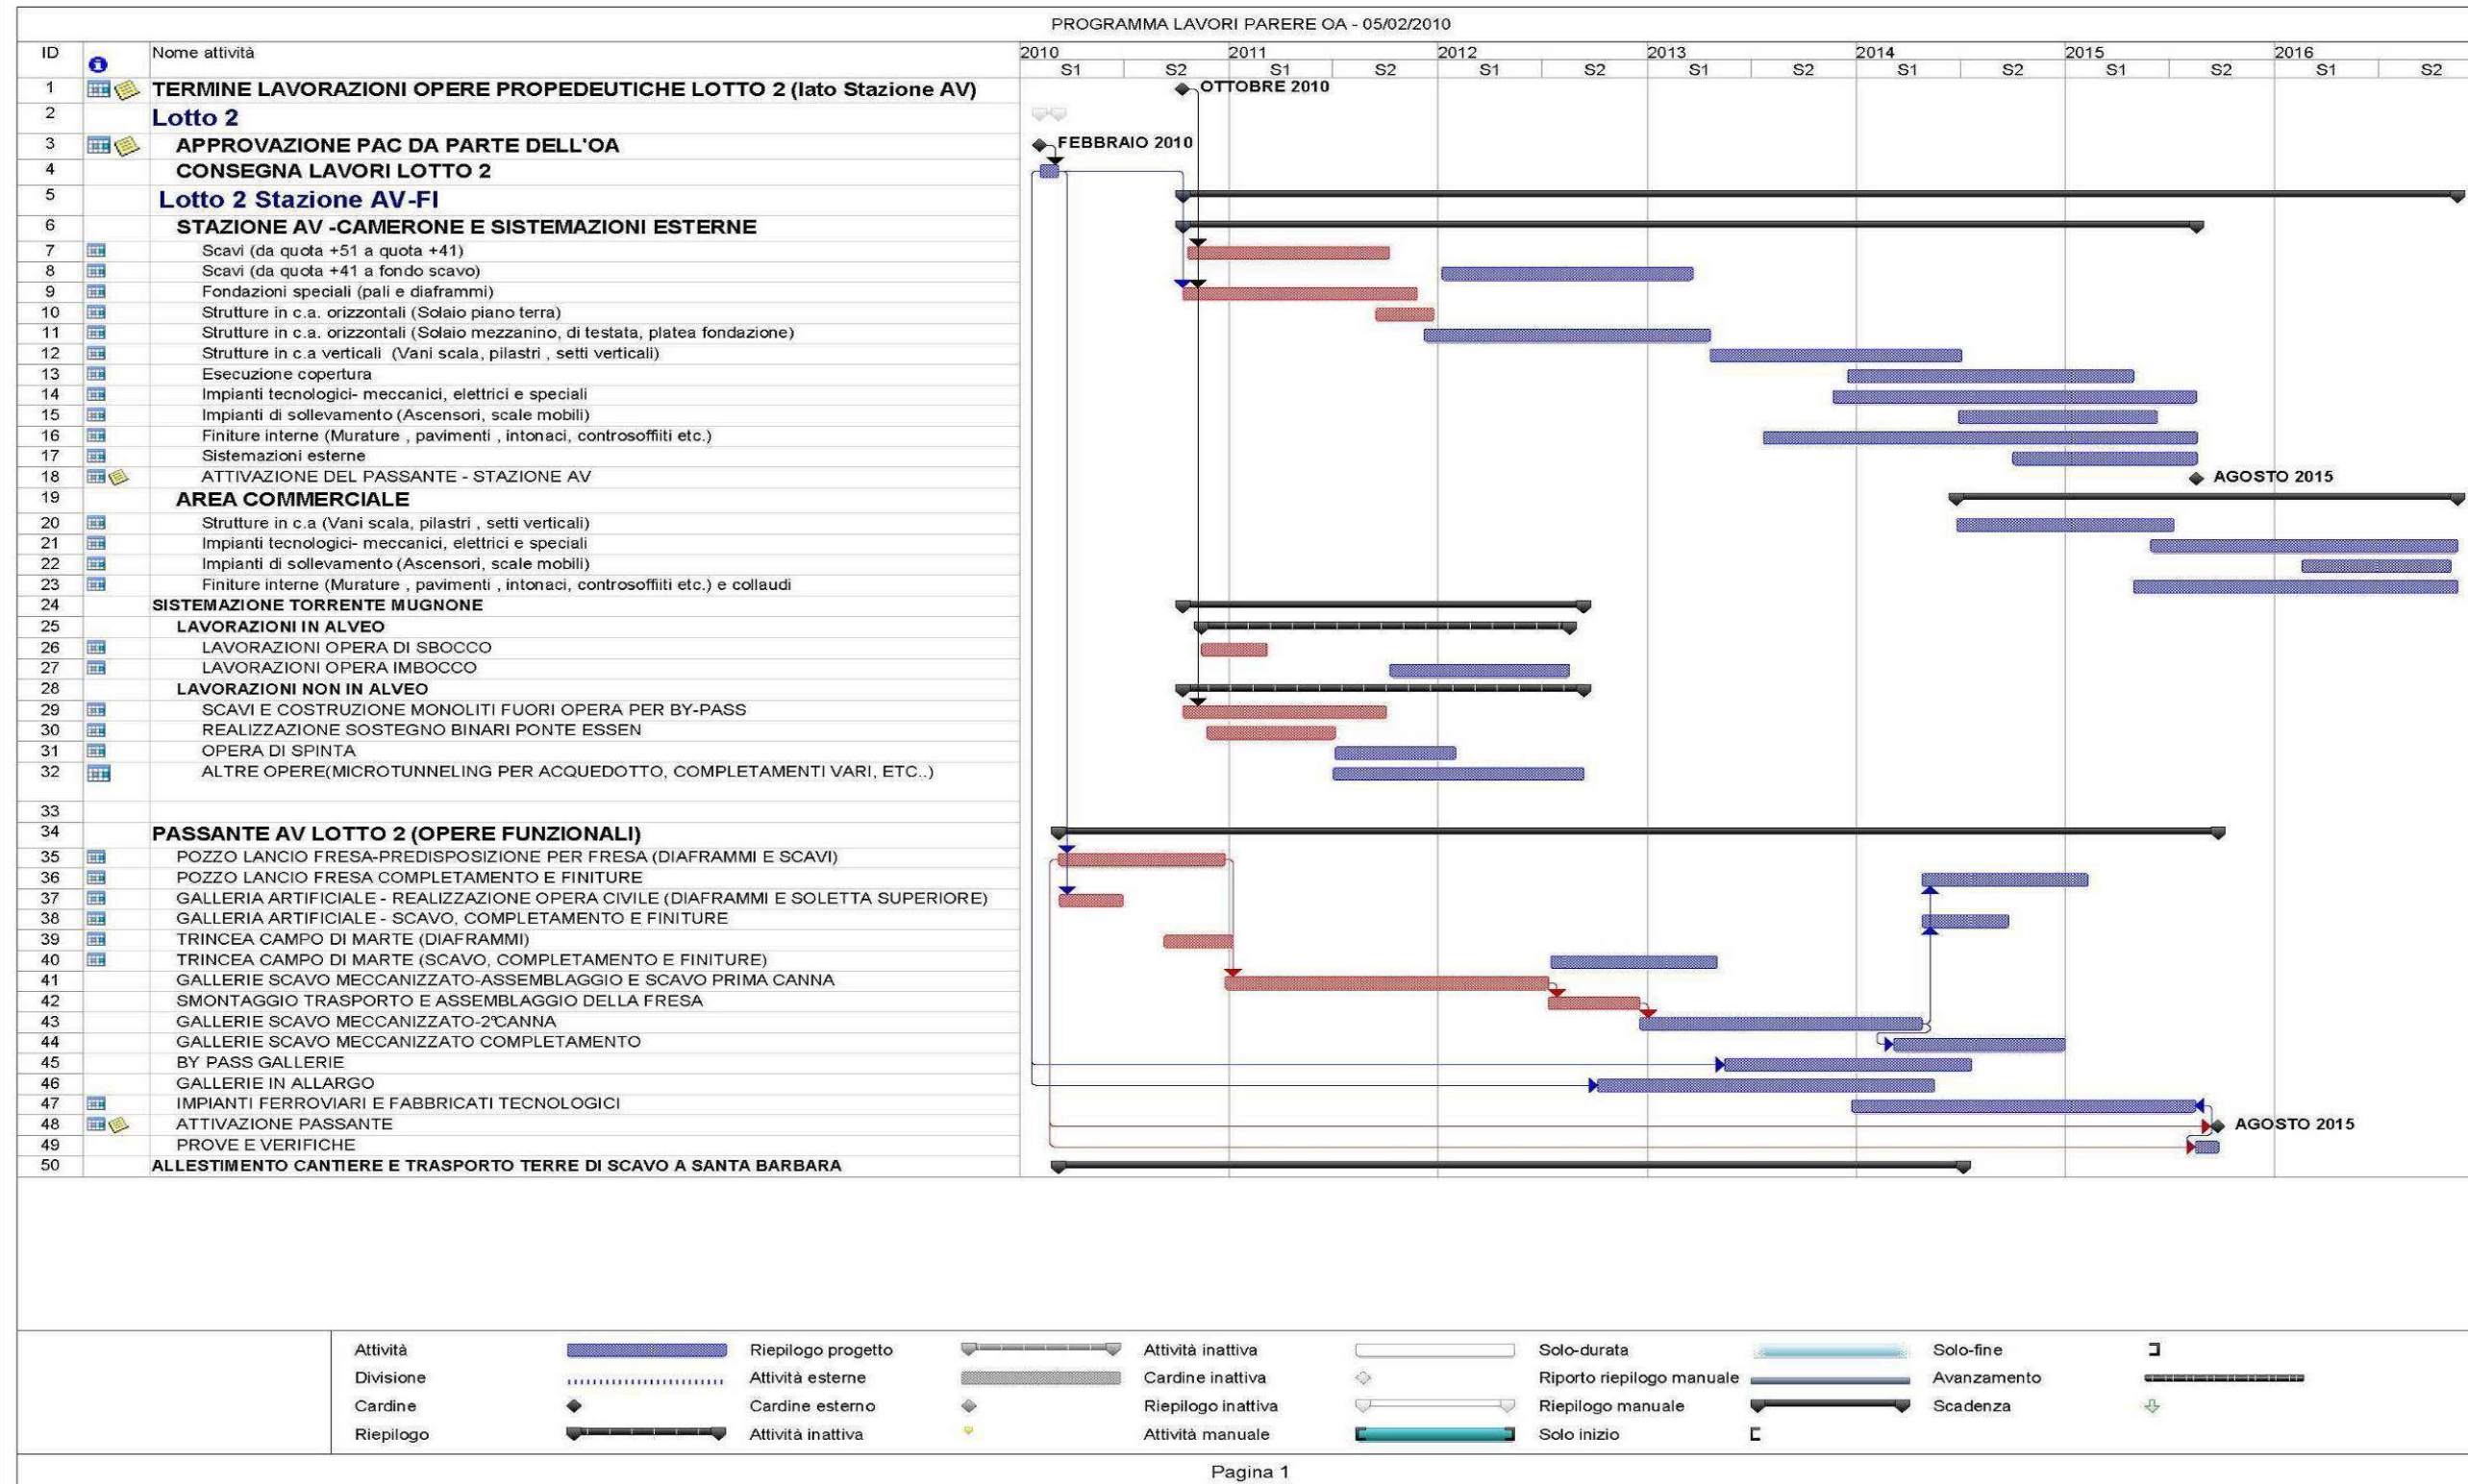 PROGRAMMA LAVORI PARERE OA - 05/02/2010
ID Nome attività 2010 2011 2012 2013 2014 2015 2016
S1 S2 S1 S2 S1 S2 S1 S2 S1 S2 S1 S2 S1 S2
1 TERMINE LAVORAZIONI OPERE PROPEDEUTICHE LOTTO 2 (lato Stazione AV) OTTOBRE 2010
2 Lotto 2
3 APPROVAZIONE PAC DA PARTE DELL'OA FEBBRAIO 2010
4 CONSEGNA LAVORI LOTTO 2
5 Lotto 2 Stazione AV-FI
6 STAZIONE AV -CAMERONE E SISTEMAZIONI ESTERNE
7 Scavi (da quota +51 a quota +41)
8 Scavi (da quota +41 a fondo scavo)
9 Fondazioni speciali (pali e diaframmi)
10 Strutture in c.a. orizzontali (Solaio piano terra)
11 Strutture in c.a. orizzontali (Solaio mezzanino, di testata, platea fondazione)
12 Strutture in c.a verticali (Vani scala, pilastri , setti verticali)
13 Esecuzione copertura
14 Impianti tecnologici- meccanici, elettrici e speciali
15 Impianti di sollevamento (Ascensori, scale mobili)
16 Finiture interne (Murature , pavimenti , intonaci, controsoffiiti etc.)
17 Sistemazioni esterne
18 ATTIVAZIONE DEL PASSANTE - STAZIONE AV AGOSTO 2015
19 AREA COMMERCIALE
20 Strutture in c.a (Vani scala, pilastri , setti verticali)
21 Impianti tecnologici- meccanici, elettrici e speciali
22 Impianti di sollevamento (Ascensori, scale mobili)
23 Finiture interne (Murature , pavimenti , intonaci, controsoffiiti etc.) e collaudi
24 SISTEMAZIONE TORRENTE MUGNONE
25 LAVORAZIONI IN ALVEO
26 LAVORAZIONI OPERA DI SBOCCO
27 LAVORAZIONI OPERA IMBOCCO
28 LAVORAZIONI NON IN ALVEO
29 SCAVI E COSTRUZIONE MONOLITI FUORI OPERA PER BY-PASS
30 REALIZZAZIONE SOSTEGNO BINARI PONTE ESSEN
31 OPERA DI SPINTA
32 ALTRE OPERE(MICROTUNNELING PER ACQUEDOTTO, COMPLETAMENTI VARI, ETC..)
33
34 PASSANTE AV LOTTO 2 (OPERE FUNZIONALI)
35 POZZO LANCIO FRESA-PREDISPOSIZIONE PER FRESA (DIAFRAMMI E SCAVI)
36 POZZO LANCIO FRESA COMPLETAMENTO E FINITURE
37 GALLERIA ARTIFICIALE - REALIZZAZIONE OPERA CIVILE (DIAFRAMMI E SOLETTA SUPERIORE)
38 GALLERIA ARTIFICIALE - SCAVO, COMPLETAMENTO E FINITURE
39 TRINCEA CAMPO DI MARTE (DIAFRAMMI)
40 TRINCEA CAMPO DI MARTE (SCAVO, COMPLETAMENTO E FINITURE)
41 GALLERIE SCAVO MECCANIZZATO-ASSEMBLAGGIO E SCAVO PRIMA CANNA
42 SMONTAGGIO TRASPORTO E ASSEMBLAGGIO DELLA FRESA
43 GALLERIE SCAVO MECCANIZZATO-2°CANNA
44 GALLERIE SCAVO MECCANIZZATO COMPLETAMENTO
45 BY PASS GALLERIE
46 GALLERIE IN ALLARGO
47 IMPIANTI FERROVIARI E FABBRICATI TECNOLOGICI
48 ATTIVAZIONE PASSANTE AGOSTO 2015
49 PROVE E VERIFICHE
50 ALLESTIMENTO CANTIERE E TRASPORTO TERRE DI SCAVO A SANTA BARBARA
Attività Riepilogo progetto Attività inattiva Solo-durata Solo-fine
Divisione Attività esterne Cardine inattiva Riporto riepilogo manuale Avanzamento
Cardine Cardine esterno Riepilogo inattiva Riepilogo manuale Scadenza
Riepilogo Attività inattiva Attività manuale Solo inizio
Pagina 1